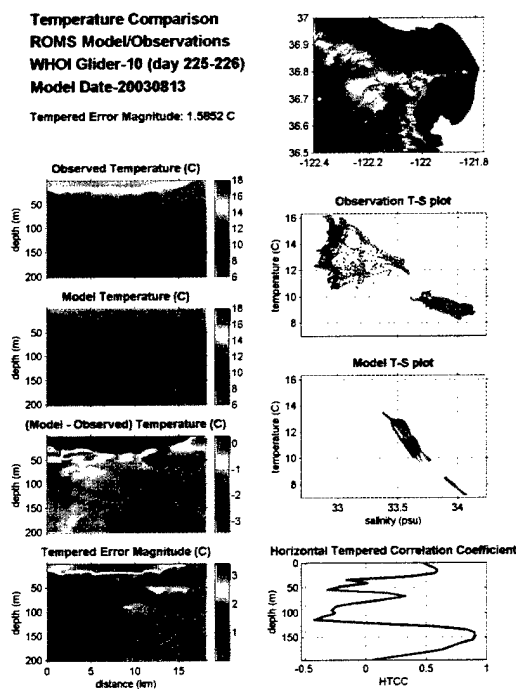 Temperature Comparison
ROMS Model/Observations
WHOI Glider-10 (day 225-226)
Model Date-20030813
Tempered Error Magnitude: 1.5852 C
37
36.9
36.8
36.7
36.6
36.5
-122.4 -122.2 -122 -121.8
Observed Temperature (C)
depth (m)
50
100
150
200
18
16
14
12
10
8
6
Observation T-S plot
temperature (C)
16
14
12
10
8
Model Temperature (C)
depth (m)
50
100
150
200
18
16
14
12
10
8
6
Model T-S plot
temperature (C)
16
14
12
10
8
33 33.5 34
salinity (psu)
(Model - Observed) Temperature (C)
depth (m)
50
100
150
200
0
-1
-2
-3
Tempered Error Magnitude (C)
depth (m)
0
50
100
150
200
0 5 10 15
distance (km)
3
2
1
Horizontal Tempered Correlation Coefficient
depth (m)
0
50
100
150
-0.5 0 0.5 1
HTCC